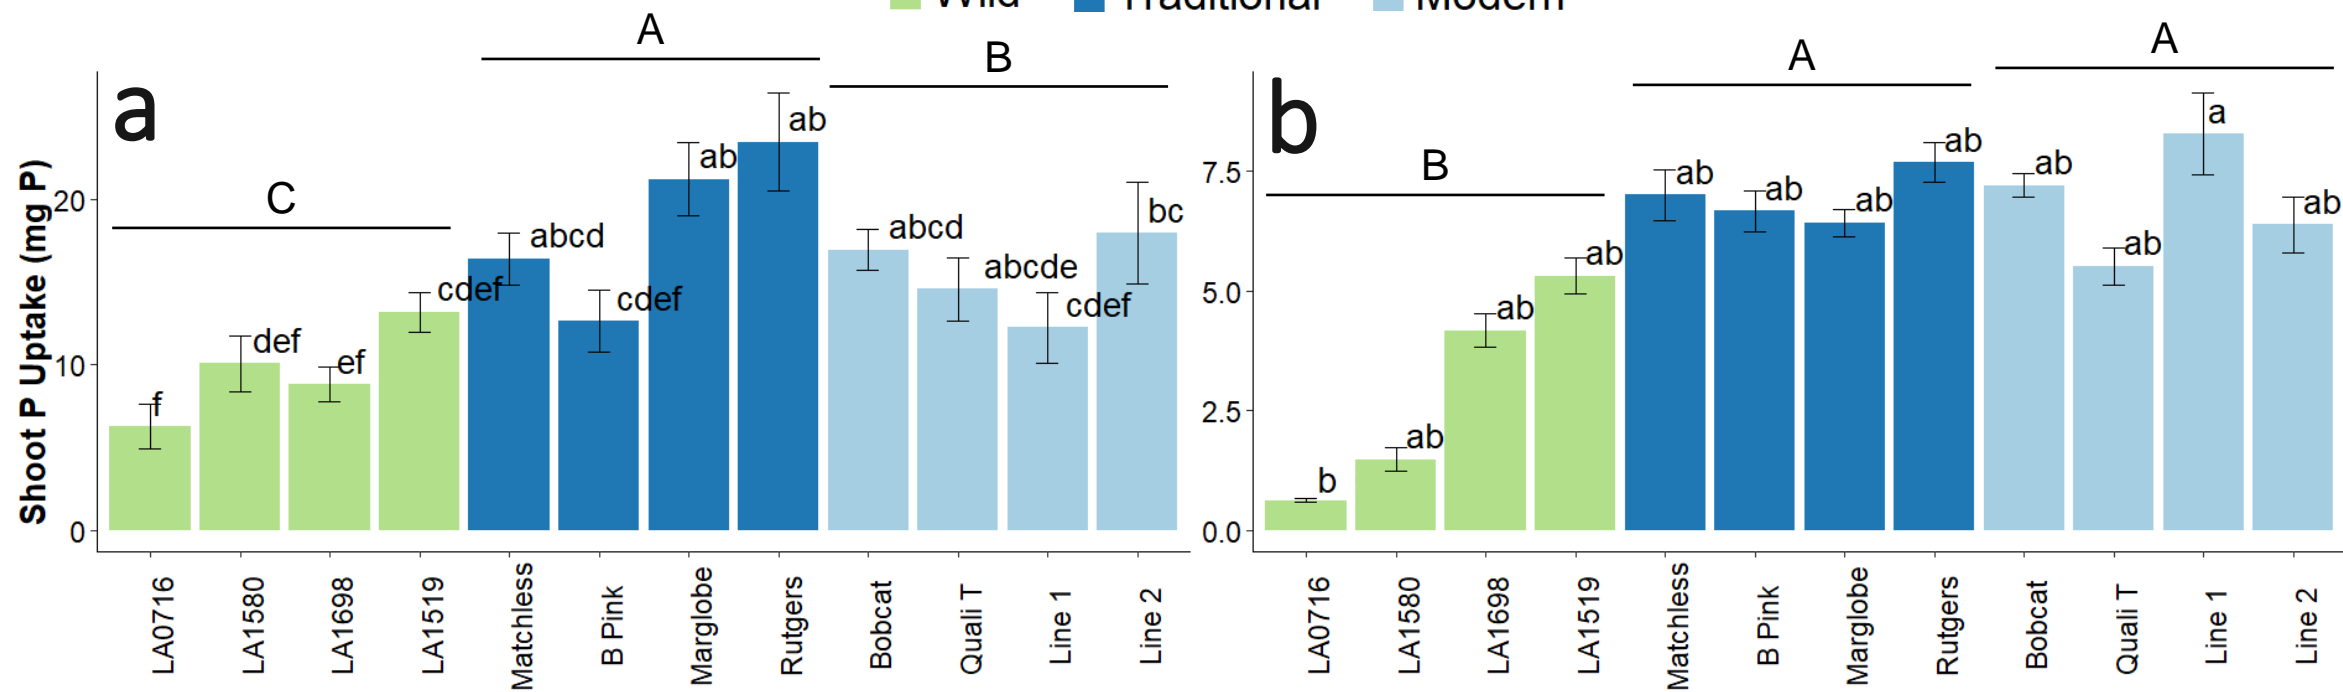 Wild Traditional Modern
a
A
B
C
Shoot P Uptake (mg P)
20
10
0
f
def
ef
cdef
abcd
cdef
ab
ab
abcd
abcde
cdef
bc
LA0716
LA1580
LA1698
LA1519
Matchless
B Pink
Marglobe
Rutgers
Bobcat
Quali T
Line 1
Line 2
b
B
A
A
7.5
5.0
2.5
0.0
b
ab
ab
ab
ab
ab
ab
ab
ab
ab
a
ab
LA0716
LA1580
LA1698
LA1519
Matchless
B Pink
Marglobe
Rutgers
Bobcat
Quali T
Line 1
Line 2